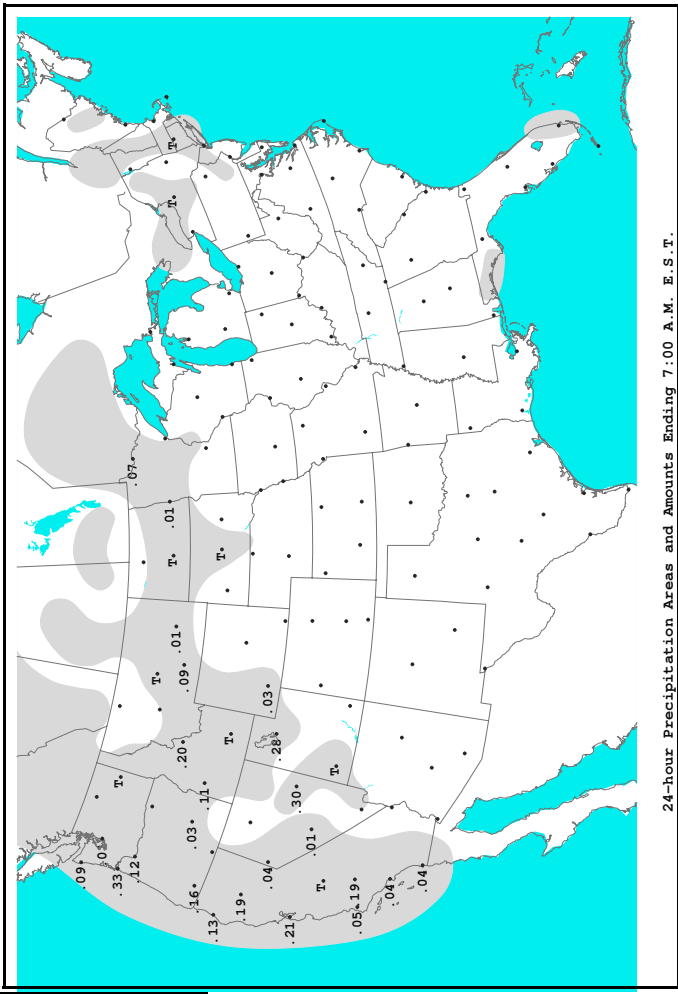 .09
.33
T
.12
.07
T
.01
T
T
T
.01
.20
.09
.03
.16
.11
.13
T
T
.19
.04
.03
.28
.21
.30
.01
T
T
.19
.05
.04
.04
24-hour Precipitation Areas and Amounts Ending 7:00 A.M. E.S.T.